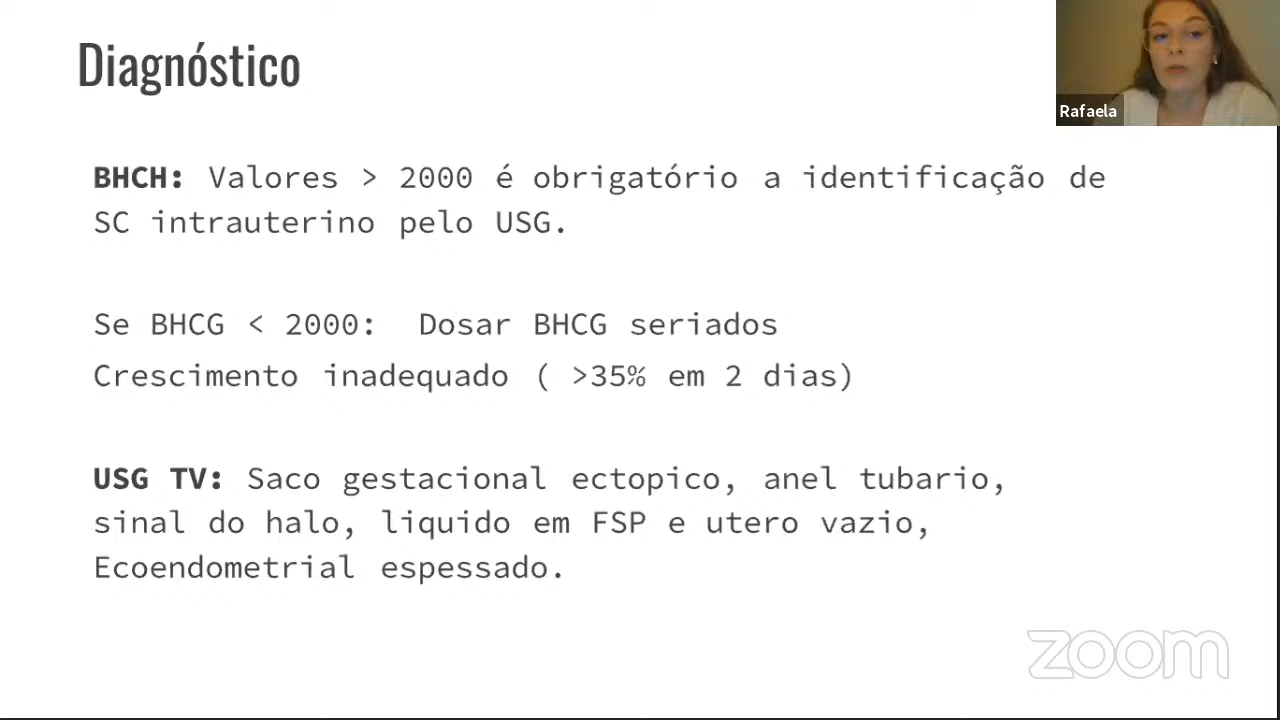 Diagnóstico
Rafaela
BHCH: Valores > 2000 é obrigatório a identificação de
SC intrauterino pelo USG.
Se BHCG < 2000: Dosar BHCG seriados
Crescimento inadequado ( >35% em 2 dias)
USG TV: Saco gestacional ectopico, anel tubario,
sinal do halo, liquido em FSP e utero vazio,
Ecoendometrial espessado.
zoom